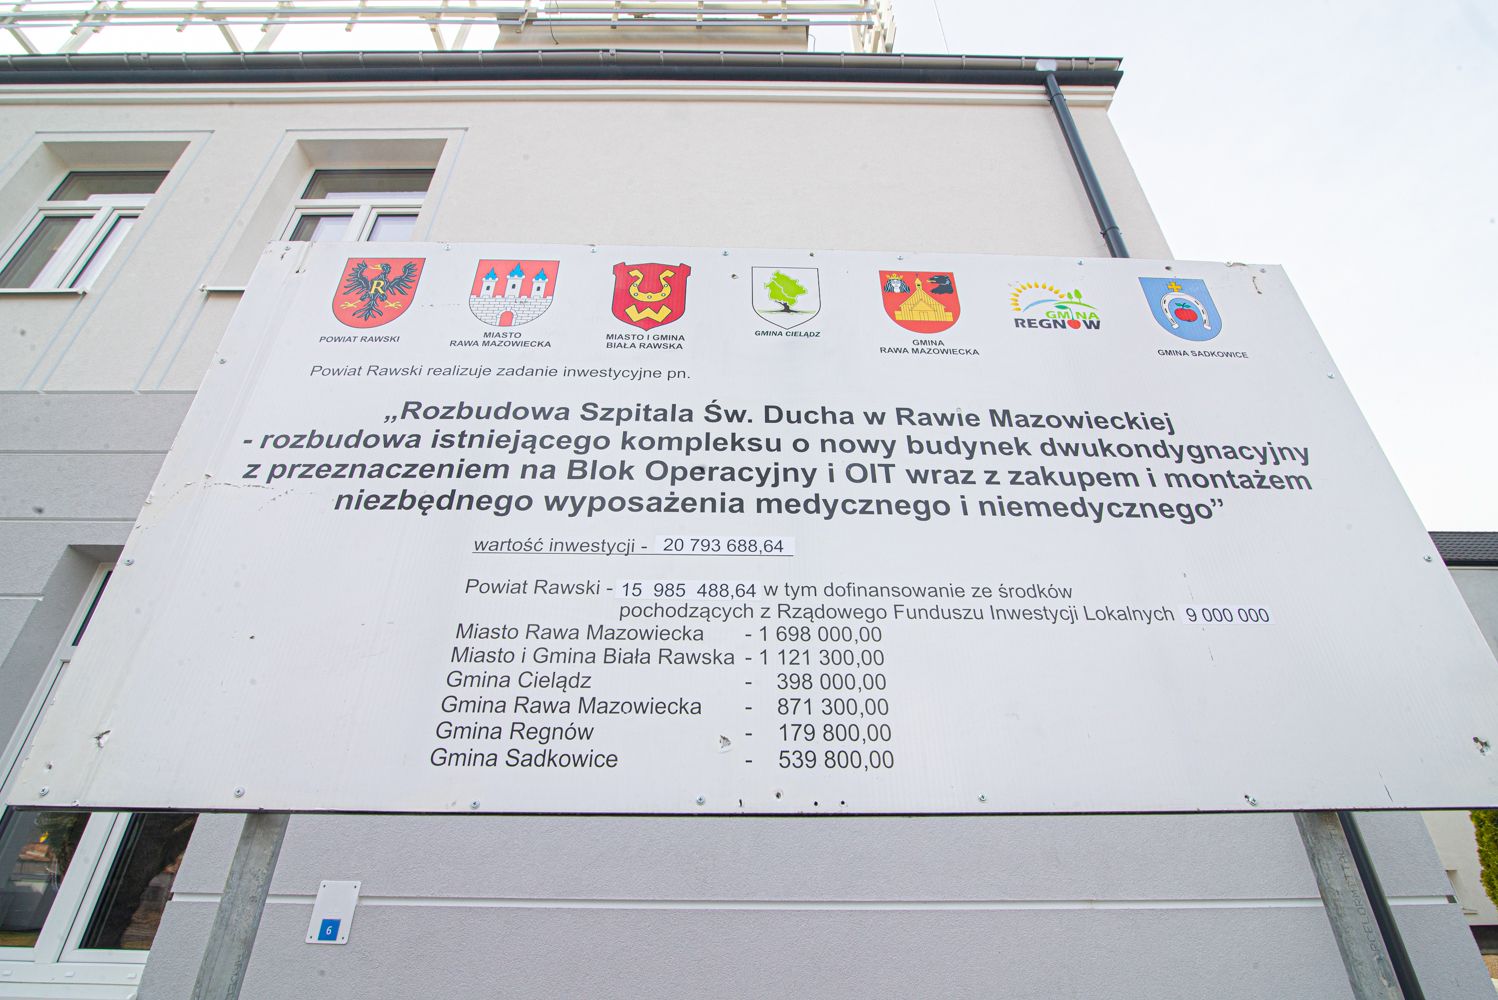 R
POWIAT RAWSKI
MIASTO
RAWA MAZOWIECKA
MIASTO I GMINA
BIAŁA RAWSKA
GMINA CIELĄDZ
GMINA
RAWA MAZOWIECKA
GMINA
REGNOW
GMINA SADKOWICE
Powiat Rawski realizuje zadanie inwestycyjne pn.
„Rozbudowa Szpitala Św. Ducha w Rawie Mazowieckiej
- rozbudowa istniejącego kompleksu o nowy budynek dwukondygnacyjny
z przeznaczeniem na Blok Operacyjny i OIT wraz z zakupem i montażem
niezbędnego wyposażenia medycznego i niemedycznego”
wartość inwestycji - 20 793 688,64
Powiat Rawski - 15 985 488,64 w tym dofinansowanie ze środków
pochodzących z Rządowego Funduszu Inwestycji Lokalnych 9 000 000
Miasto Rawa Mazowiecka - 1 698 000,00
Miasto i Gmina Biała Rawska - 1 121 300,00
Gmina Cielądz - 398 000,00
Gmina Rawa Mazowiecka - 871 300,00
Gmina Regnów - 179 800,00
Gmina Sadkowice - 539 800,00
6